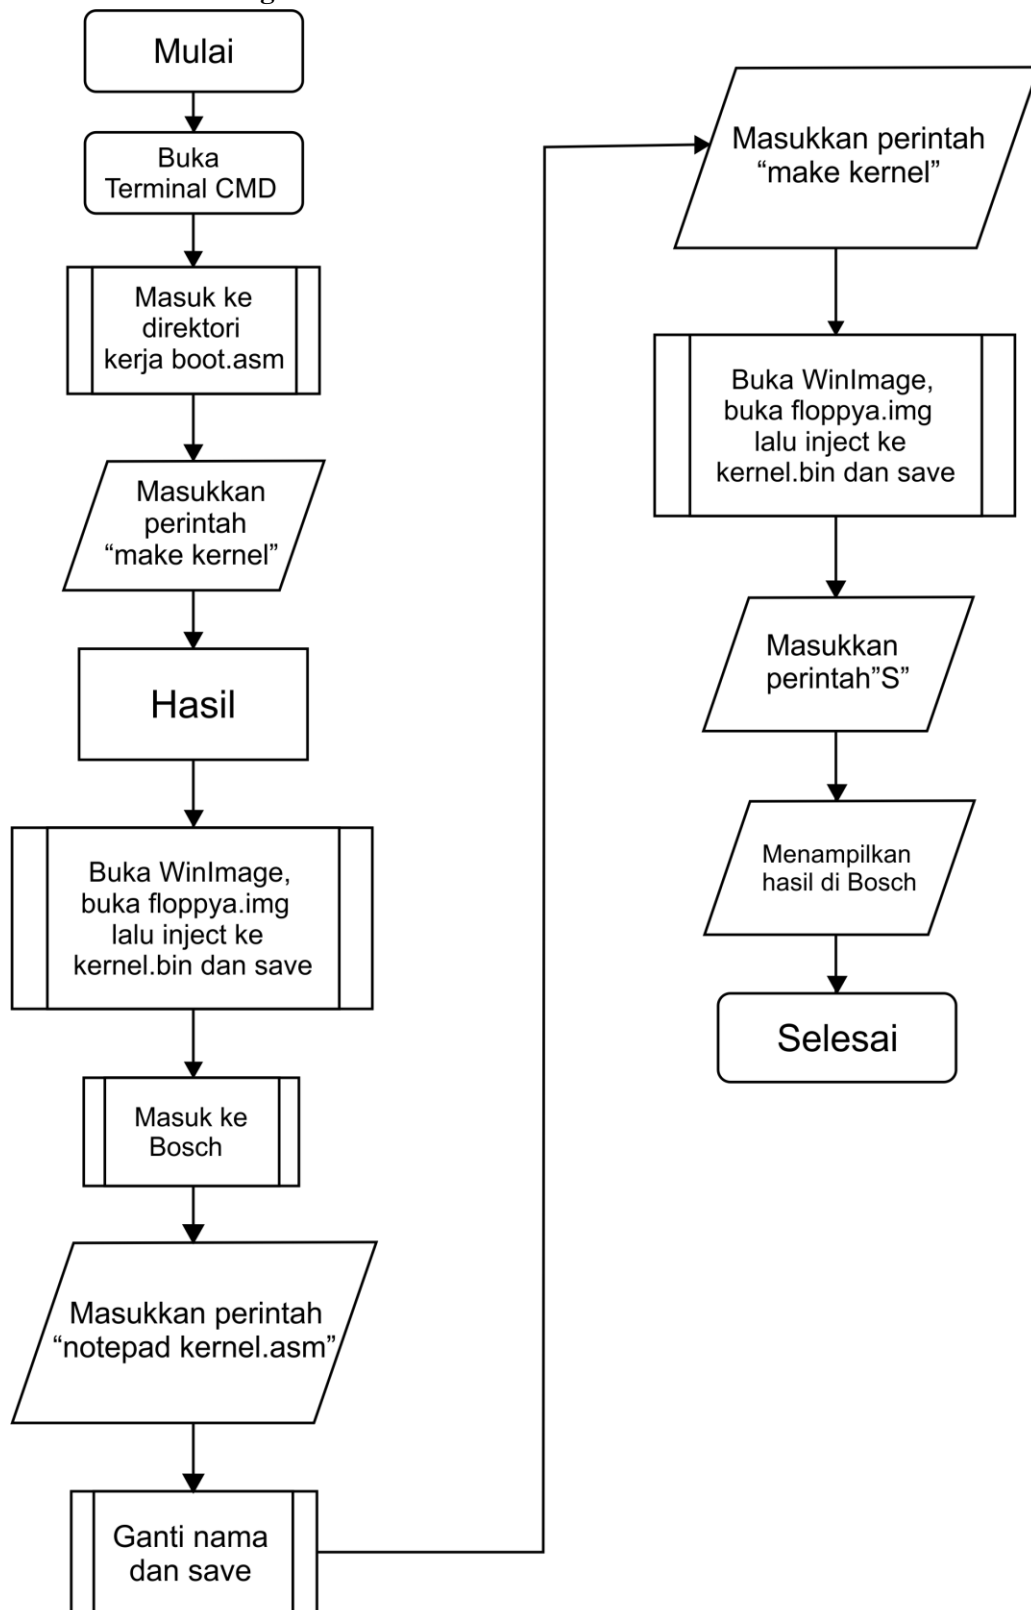 Mulai
Buka
Terminal CMD
Masuk ke
direktori
kerja boot.asm
Masukkan
perintah
“make kernel”
Hasil
Buka WinImage,
buka floppya.img
lalu inject ke
kernel.bin dan save
Masuk ke
Bosch
Masukkan perintah
“notepad kernel.asm”
Ganti nama
dan save
Masukkan perintah
“make kernel”
Buka WinImage,
buka floppya.img
lalu inject ke
kernel.bin dan save
Masukkan
perintah”S”
Menampilkan
hasil di Bosch
Selesai